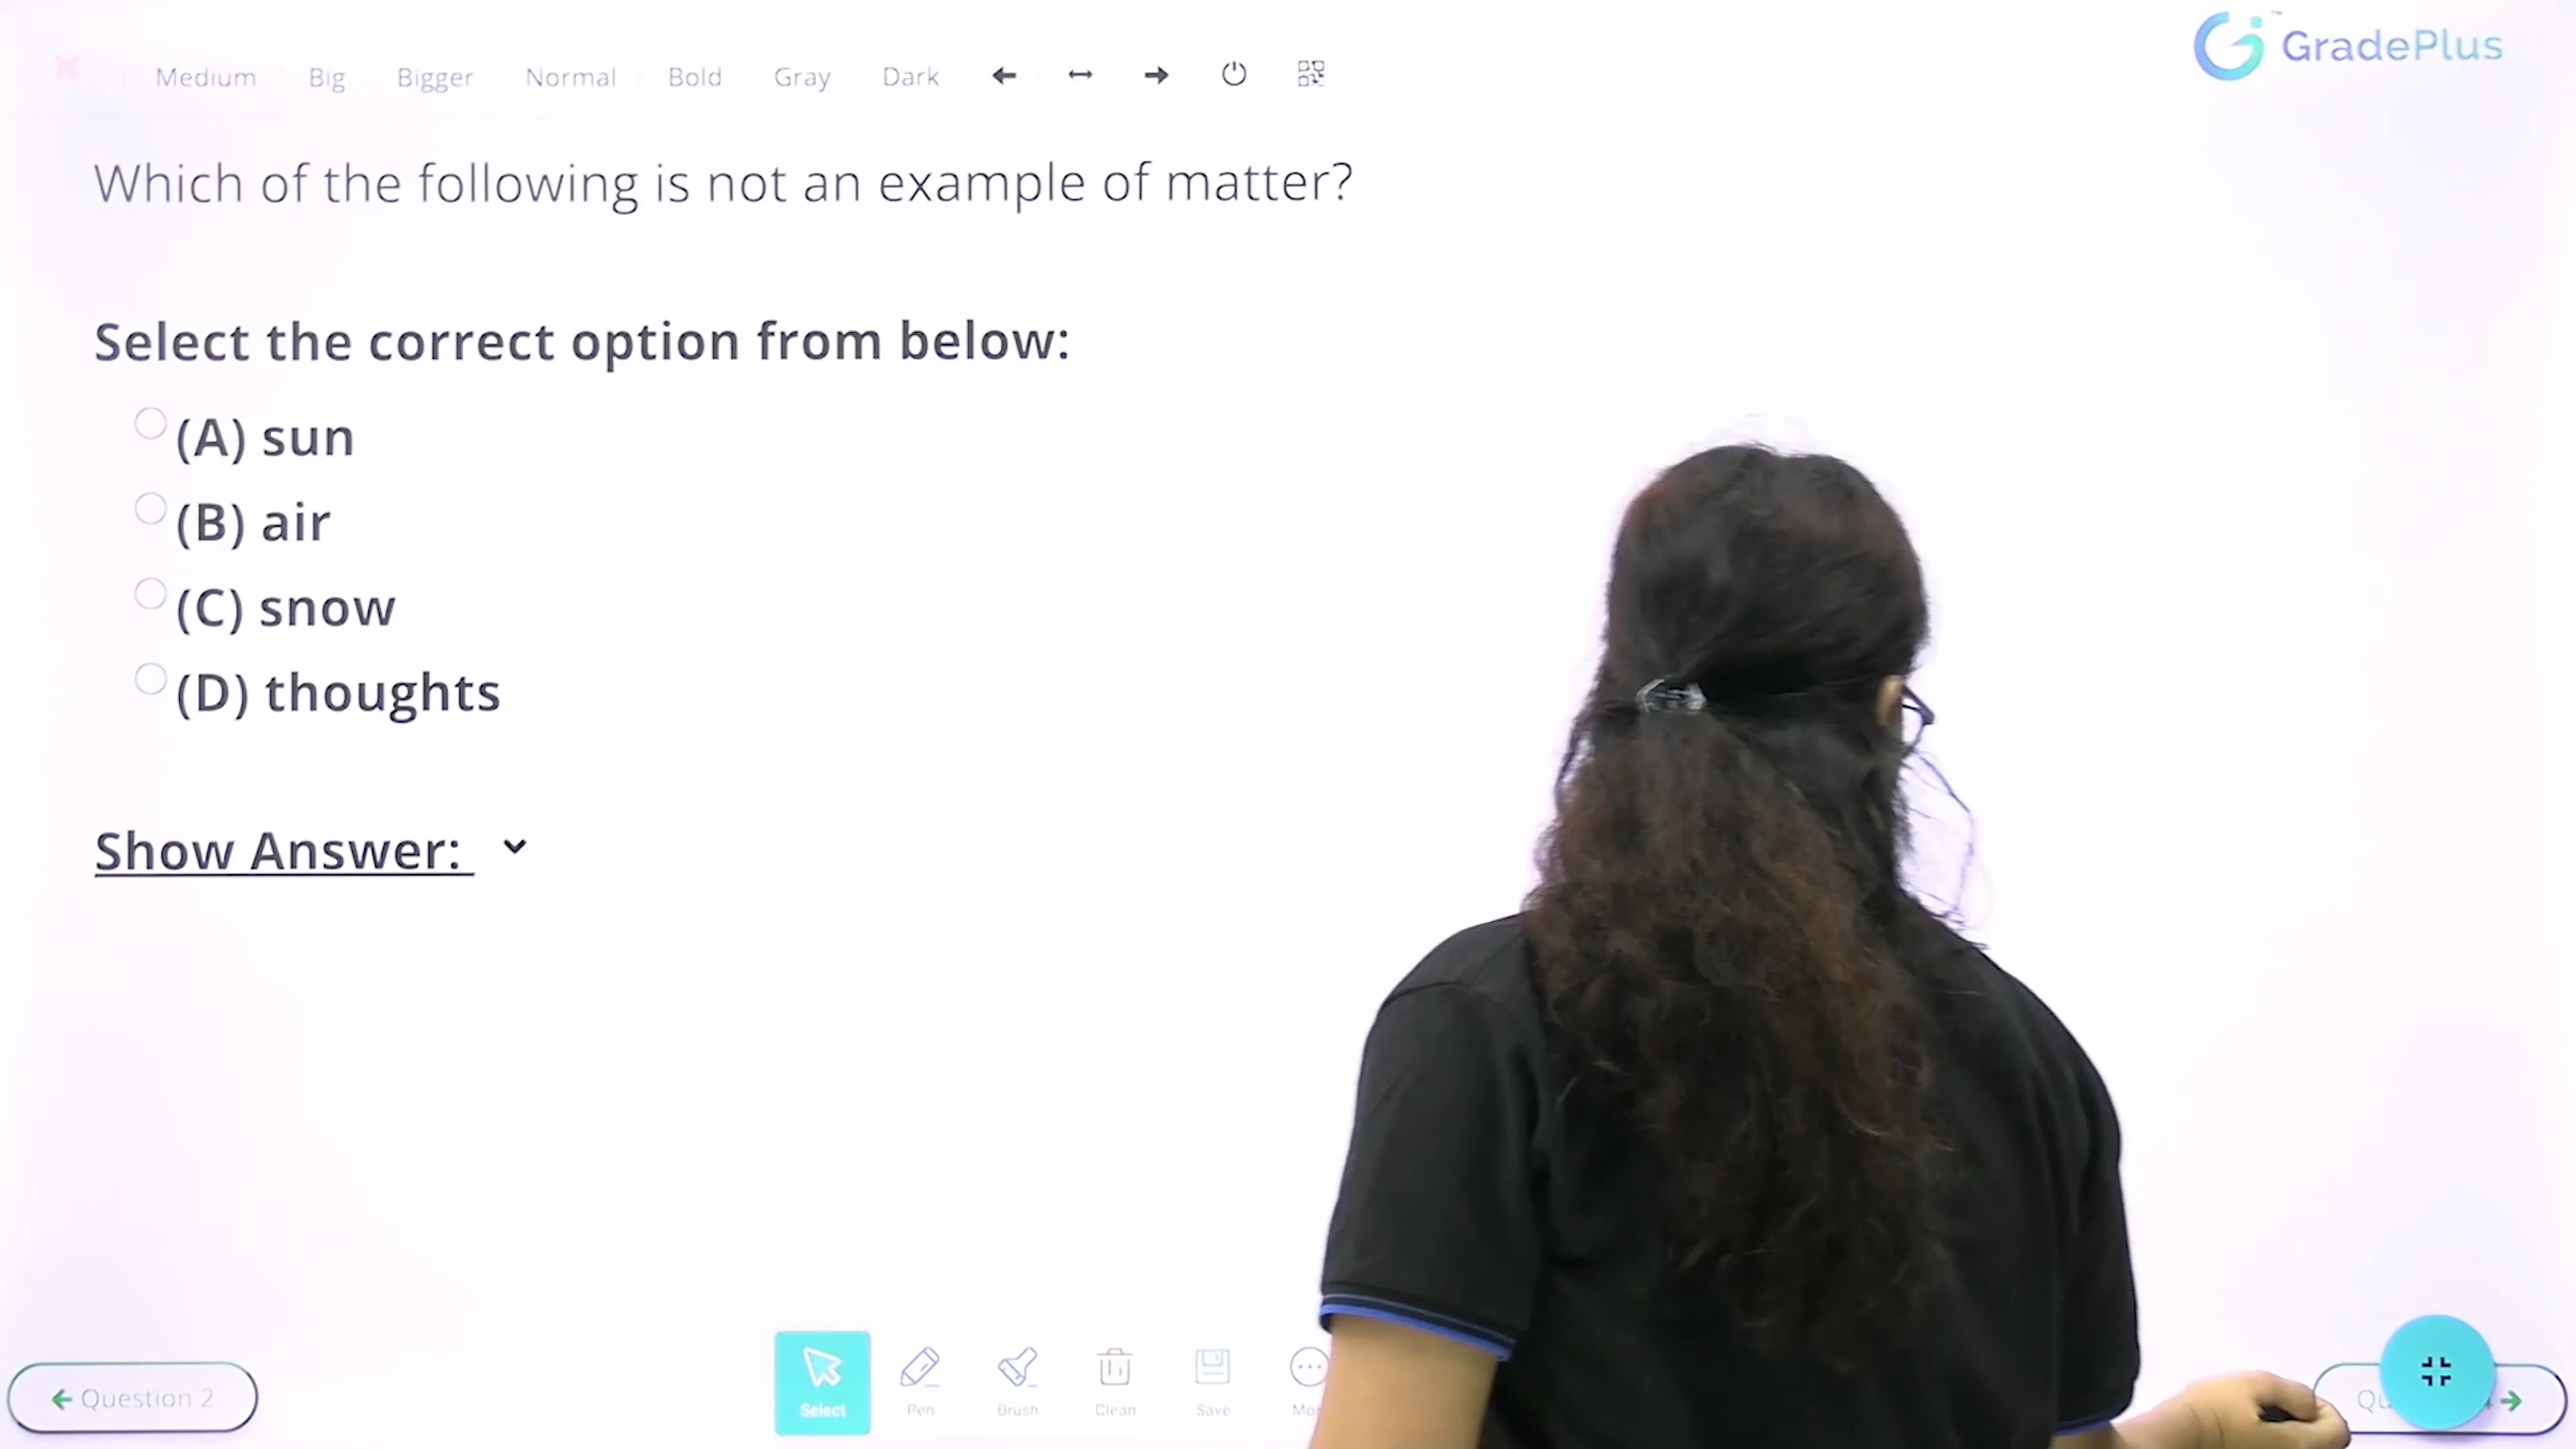 GradePlus
Medium Big Bigger Normal Bold Gray Dark
Which of the following is not an example of matter?
Select the correct option from below:
(A) sun
(B) air
(C) snow
(D) thoughts
Show Answer:
Select Pen Brush Clean Save
Question 2